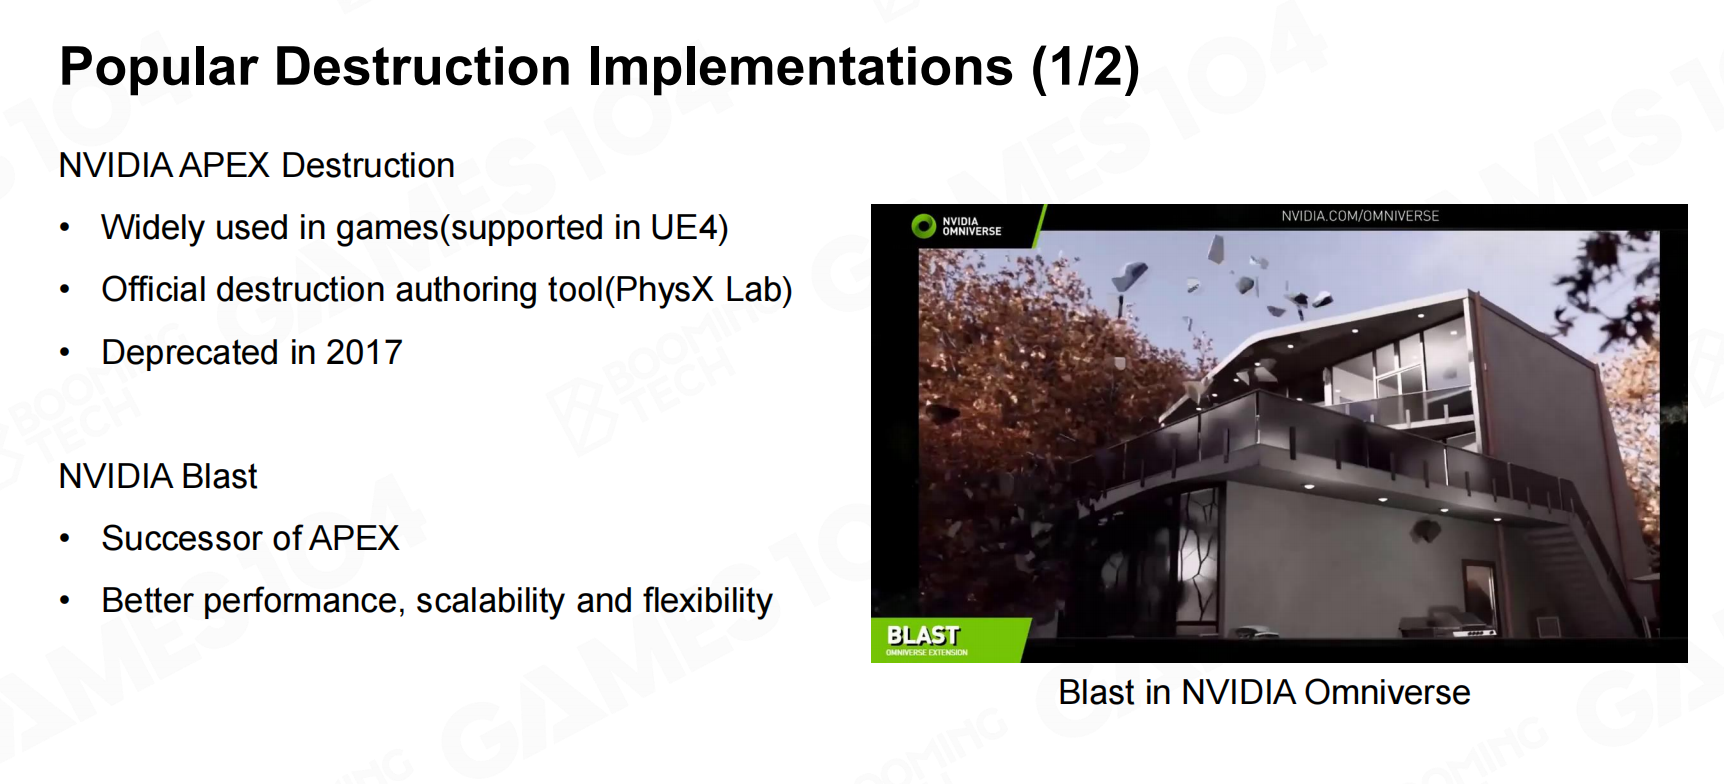 Popular Destruction Implementations (1/2)
NVIDIA APEX Destruction
• Widely used in games(supported in UE4)
• Official destruction authoring tool(PhysX Lab)
• Deprecated in 2017
NVIDIA Blast
• Successor of APEX
• Better performance, scalability and flexibility
NVIDIA
OMNIVERSE
NVIDIA.COM/OMNIVERSE
BLAST
OMNIVERSE EXTENSION
Blast in NVIDIA Omniverse
GAMES104
BOOMING
TECH